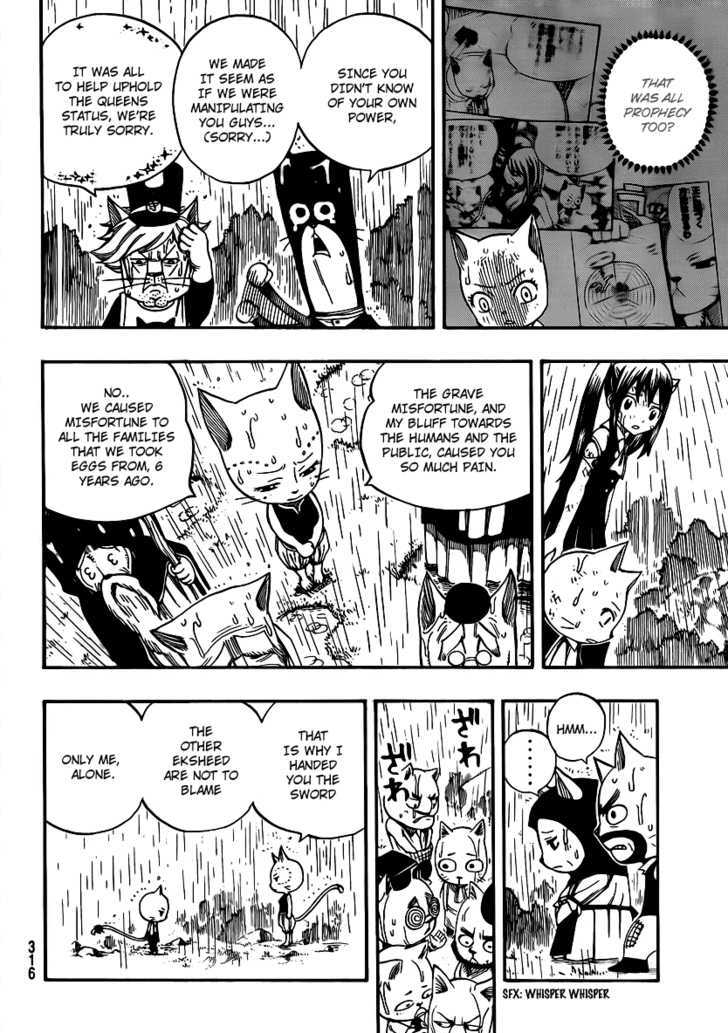 THAT
WAS ALL
PROPHECY
TOO?
SINCE YOU
DIDN'T KNOW
OF YOUR OWN
POWER,
WE MADE
IT SEEM AS
IF WE WERE
MANIPULATING
YOU GUYS...
(SORRY...)
IT WAS ALL
TO HELP UPHOLD
THE QUEENS
STATUS, WE'RE
TRULY SORRY.
THE GRAVE
MISFORTUNE, AND
MY BLUFF TOWARDS
THE HUMANS AND THE
PUBLIC, CAUSED YOU
SO MUCH PAIN.
NO..
WE CAUSED
MISFORTUNE TO
ALL THE FAMILIES
THAT WE TOOK
EGGS FROM, 6
YEARS AGO.
HMM...
......
ざわ
ざわ
SFX: WHISPER WHISPER
THAT
IS WHY I
HANDED
YOU THE
SWORD
THE
OTHER
EKSHEED
ARE NOT TO
BLAME
ONLY ME,
ALONE.
316